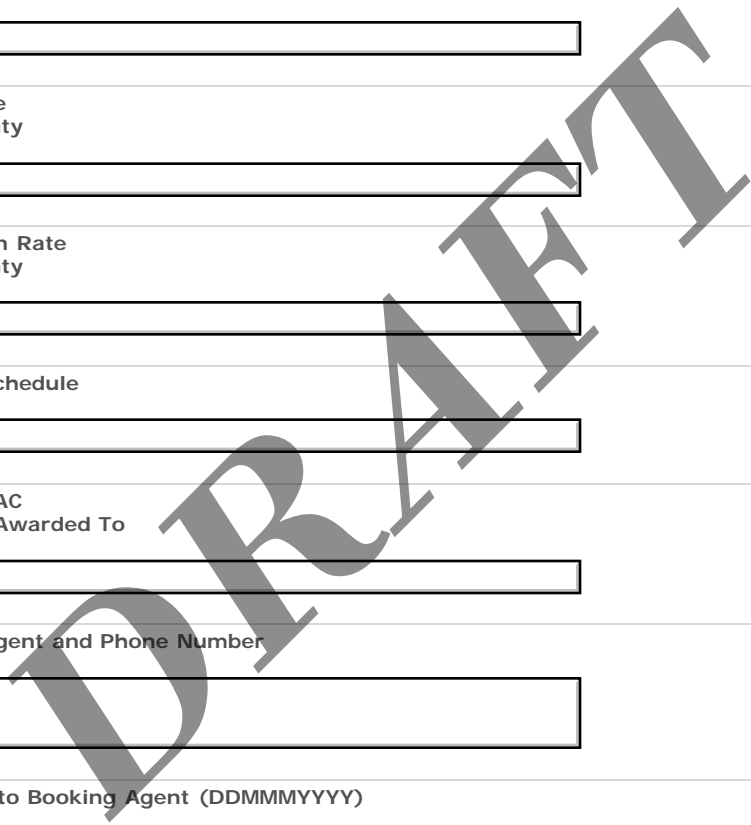 e
ty
n Rate
ty
chedule
AC
Awarded To
gent and Phone Number
to Booking Agent (DDMMMYYYY)
DRAFT